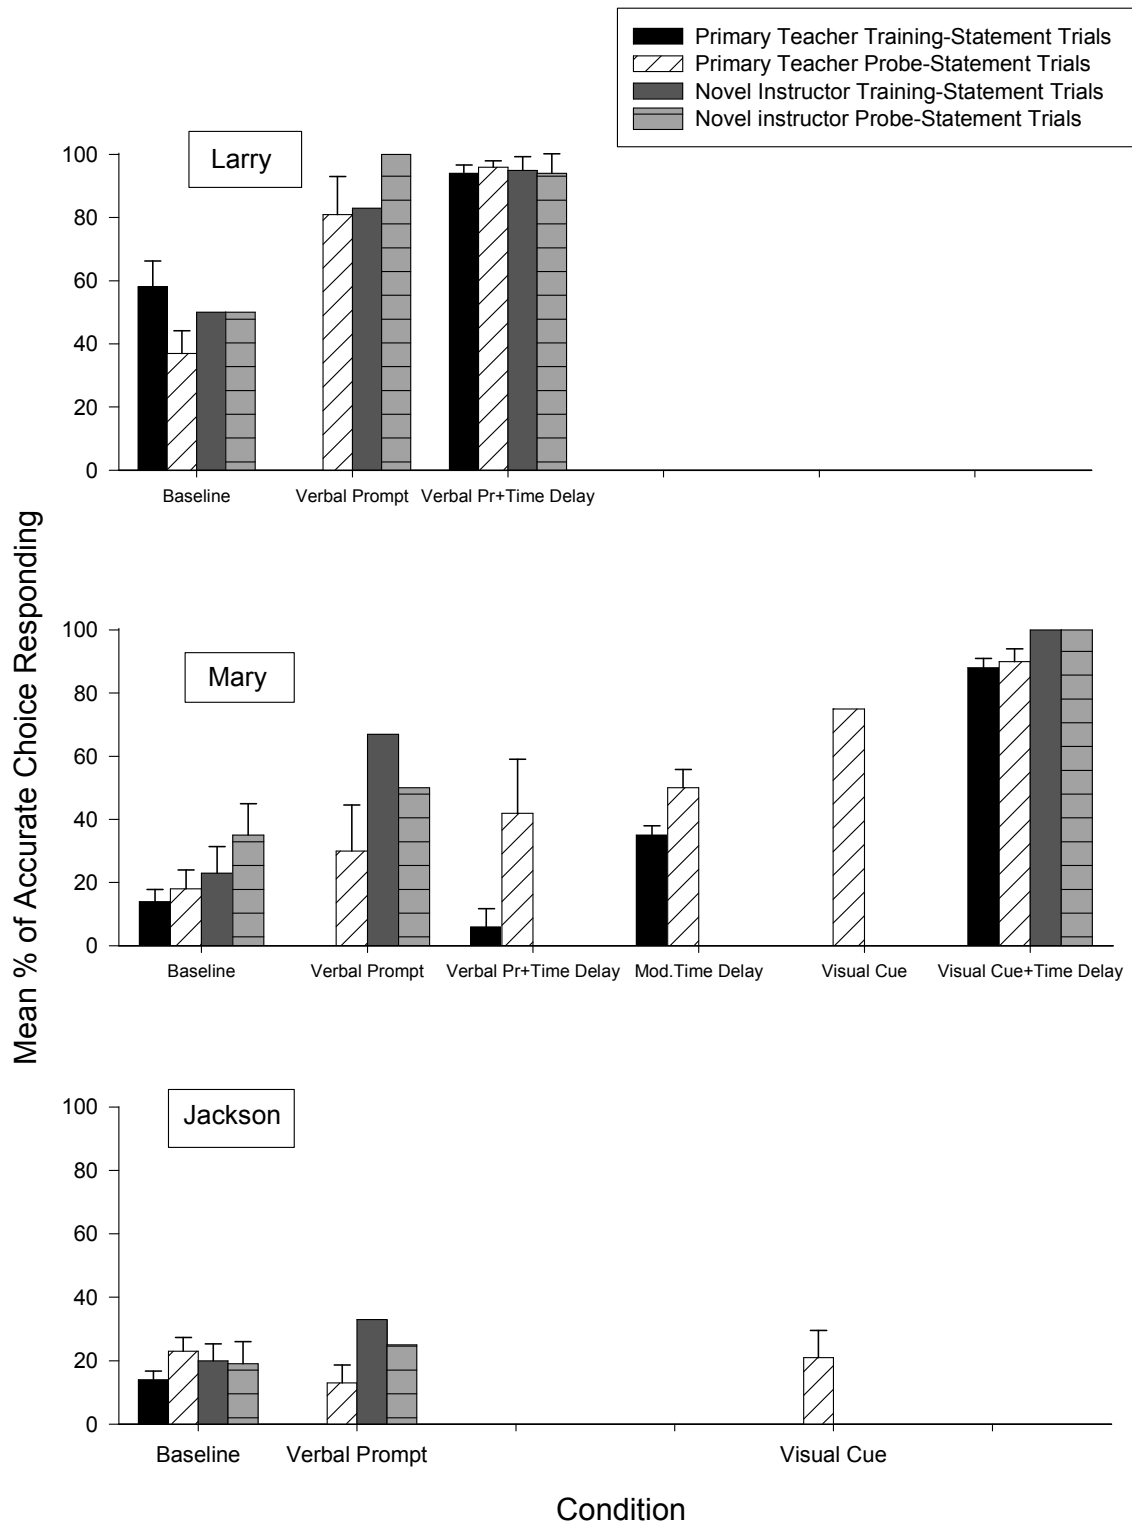 Primary Teacher Training-Statement Trials
Primary Teacher Probe-Statement Trials
Novel Instructor Training-Statement Trials
Novel instructor Probe-Statement Trials
Mean % of Accurate Choice Responding
Larry
100
80
60
40
20
0
Baseline Verbal Prompt Verbal Pr+Time Delay
Mary
100
80
60
40
20
0
Baseline Verbal Prompt Verbal Pr+Time Delay Mod.Time Delay Visual Cue Visual Cue+Time Delay
Jackson
100
80
60
40
20
0
Baseline Verbal Prompt Visual Cue
Condition